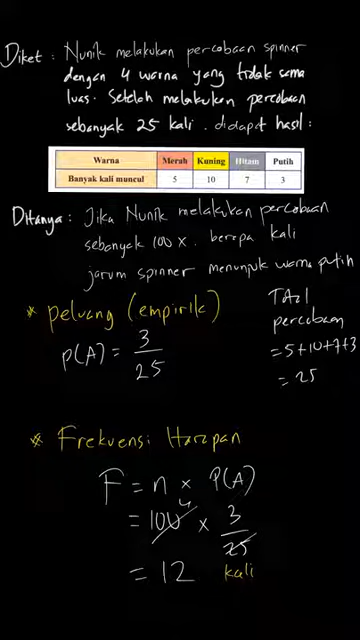 Diket : Nunik melakukan percobaan spinner
dengan 4 warna yang tidak sama
luas. Setelah melakukan percobaan
sebanyak 25 kali. didapat hasil :
Warna Merah Kuning Hitam Putih
Banyak kali muncul 5 10 7 3
Ditanya : Jika Nunik melakukan percobaan
sebanyak 100 x. berapa kali
jarum spinner menunjuk warna putih
* peluang (empirik)
P(A) = 3/25
Total
percobaan
= 5+10+7+3
= 25
* Frekuensi Harapan
F = n x P(A)
= 100 4 x 3/25
= 12 kali